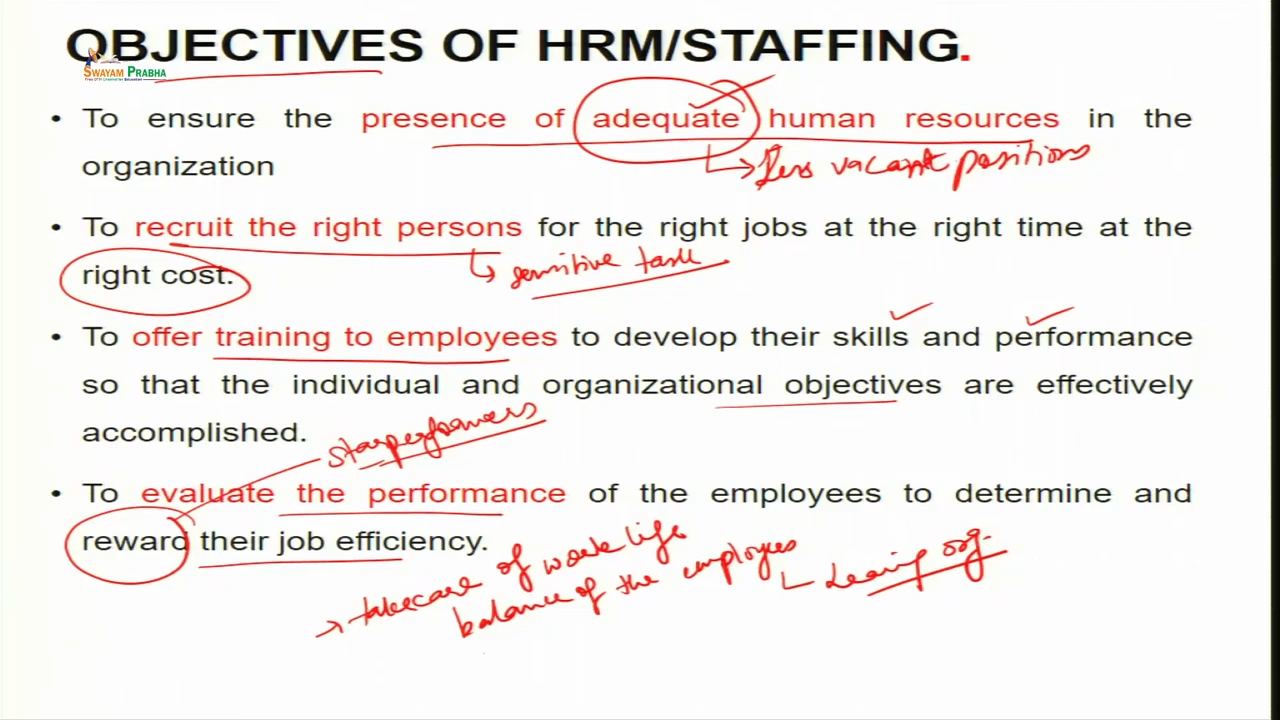 OBJECTIVES OF HRM/STAFFING.
SWAYAM PRABHA
• To ensure the presence of adequate human resources in the
organization
Less vacant positions
• To recruit the right persons for the right jobs at the right time at the
right cost.
sensitive task
• To offer training to employees to develop their skills and performance
so that the individual and organizational objectives are effectively
accomplished.
star performers
• To evaluate the performance of the employees to determine and
reward their job efficiency.
→ take care of work life
balance of the employees
leaving org.